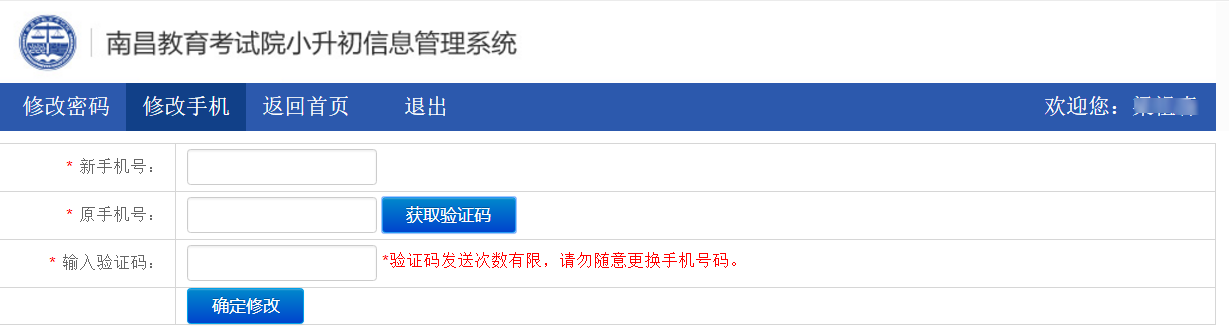 南昌教育考试院小升初信息管理系统
修改密码 修改手机 返回首页 退出 欢迎您：
* 新手机号：
* 原手机号： 获取验证码
* 输入验证码： *验证码发送次数有限，请勿随意更换手机号码。
确定修改